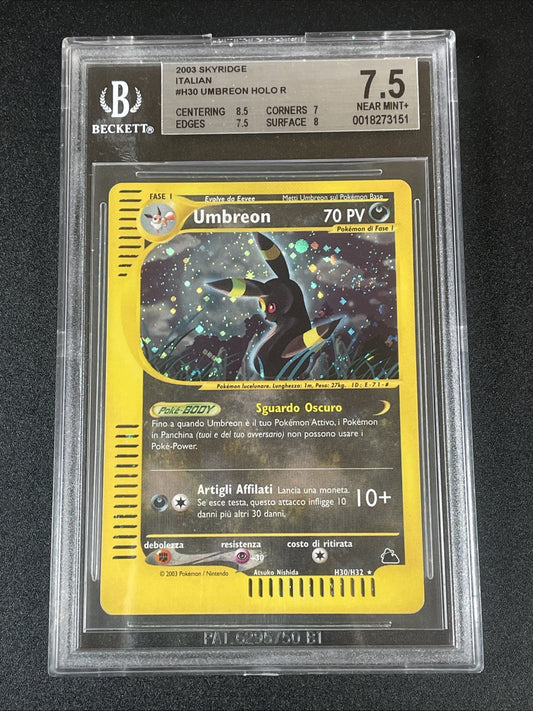 2003 SKYRIDGE
ITALIAN
#H30 UMBREON HOLO R
CENTERING 8.5 CORNERS 7
EDGES 7.5 SURFACE 8
7.5
NEAR MINT+
0018273151
B
BECKETT®
FASE 1
Evolve da Eevee
Metti Umbreon sul Pokémon Base
Umbreon 70 PV
Pokémon di Fase 1
Pokémon lucelunare. Lunghezza: 1m, Peso: 27kg. ID: E-71-#
Poké-BODY Sguardo Oscuro
Fino a quando Umbreon è il tuo Pokémon Attivo, i Pokémon
in Panchina (tuoi e del tuo avversario) non possono usare i
Poké-Power.
Artigli Affilati Lancia una moneta.
Se esce testa, questo attacco infligge 10
danni più altri 30 danni,
10+
debolezza resistenza costo di ritirata
-30
© 2003 Pokémon / Nintendo
Atsuko Nishida
H30/H32 ★
PAT 6295750 B1